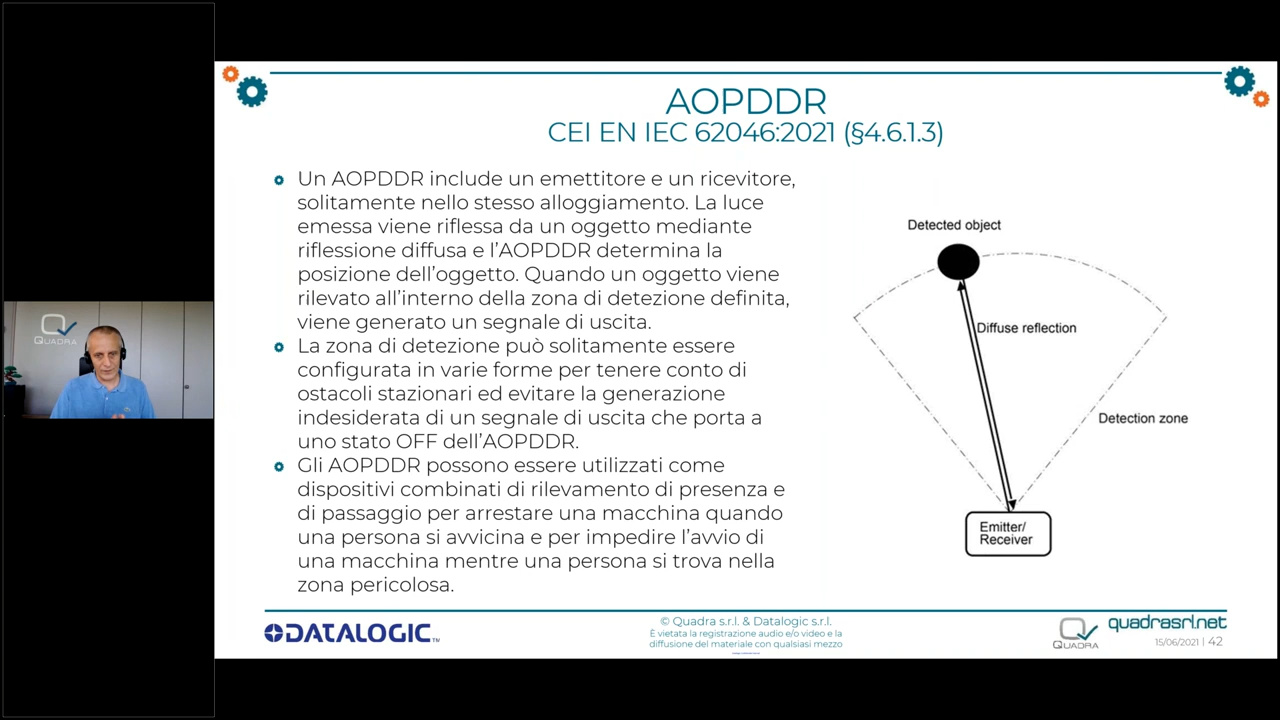 AOPDDR
CEI EN IEC 62046:2021 (§4.6.1.3)
Un AOPDDR include un emettitore e un ricevitore,
solitamente nello stesso alloggiamento. La luce
emessa viene riflessa da un oggetto mediante
riflessione diffusa e l'AOPDDR determina la
posizione dell'oggetto. Quando un oggetto viene
rilevato all'interno della zona di detezione definita,
viene generato un segnale di uscita.
La zona di detezione può solitamente essere
configurata in varie forme per tenere conto di
ostacoli stazionari ed evitare la generazione
indesiderata di un segnale di uscita che porta a
uno stato OFF dell'AOPDDR.
Gli AOPDDR possono essere utilizzati come
dispositivi combinati di rilevamento di presenza e
di passaggio per arrestare una macchina quando
una persona si avvicina e per impedire l'avvio di
una macchina mentre una persona si trova nella
zona pericolosa.
Detected object
Diffuse reflection
Detection zone
Emitter/
Receiver
QUADRA
DATALOGIC™
© Quadra s.r.l. & Datalogic s.r.l.
È vietata la registrazione audio e/o video e la
diffusione del materiale con qualsiasi mezzo
QUADRA
quadrasrl.net
15/06/2021 | 42